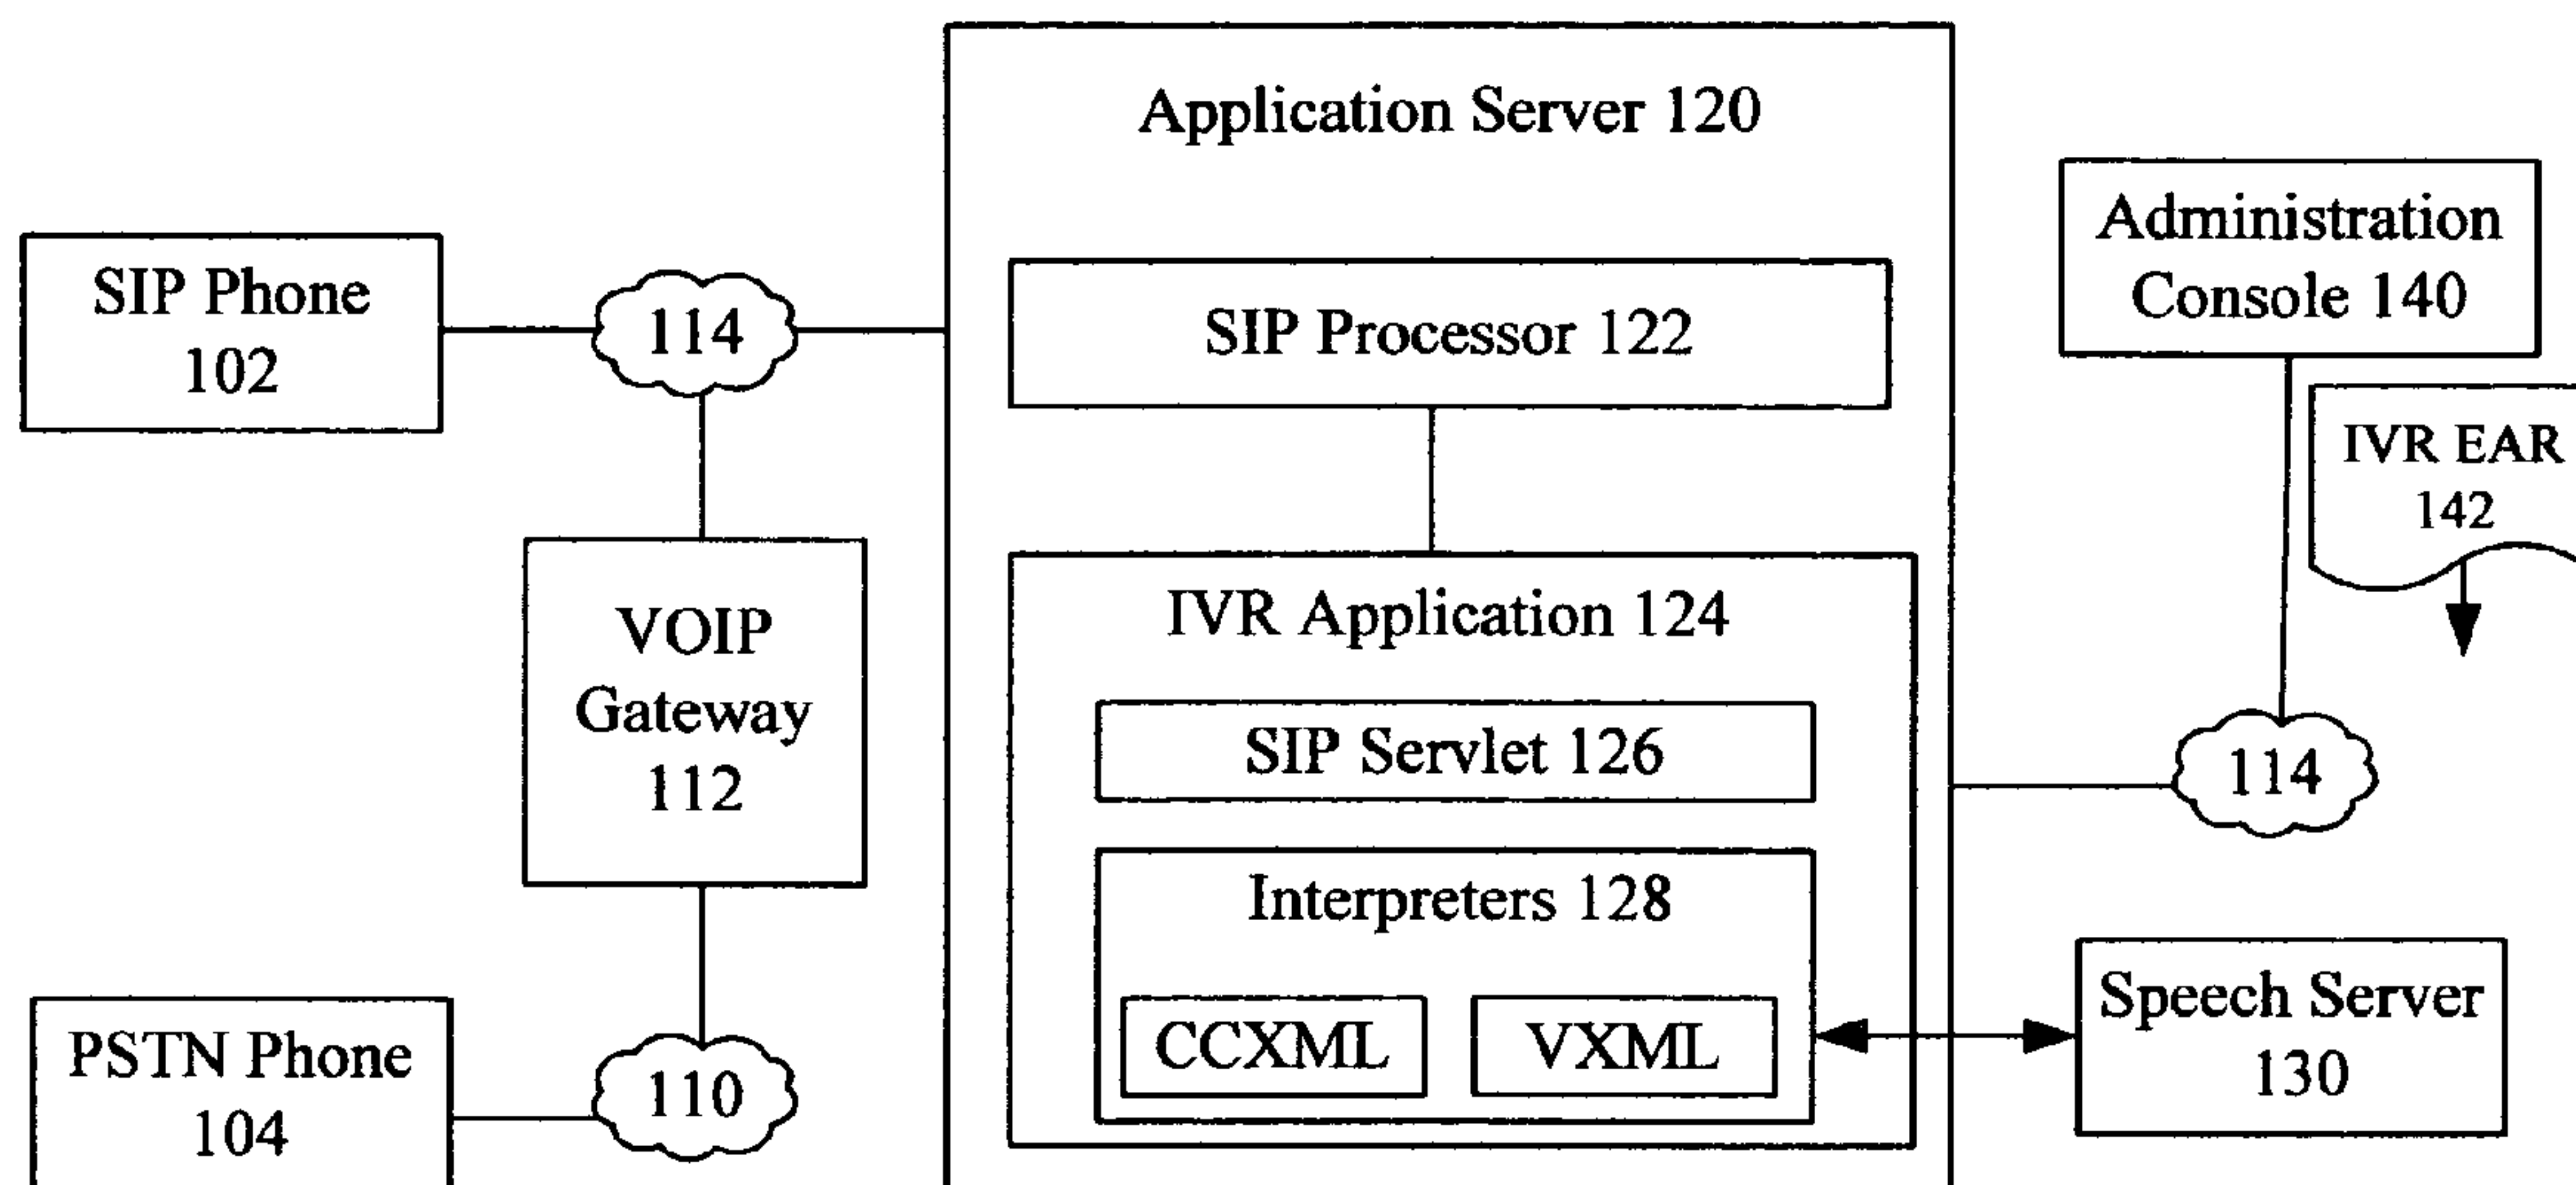 Application Server 120
SIP Phone
102
114
SIP Processor 122
Administration
Console 140
IVR EAR
142
VOIP
Gateway
112
IVR Application 124
SIP Servlet 126
114
Interpreters 128
CCXML
VXML
Speech Server
130
PSTN Phone
104
110